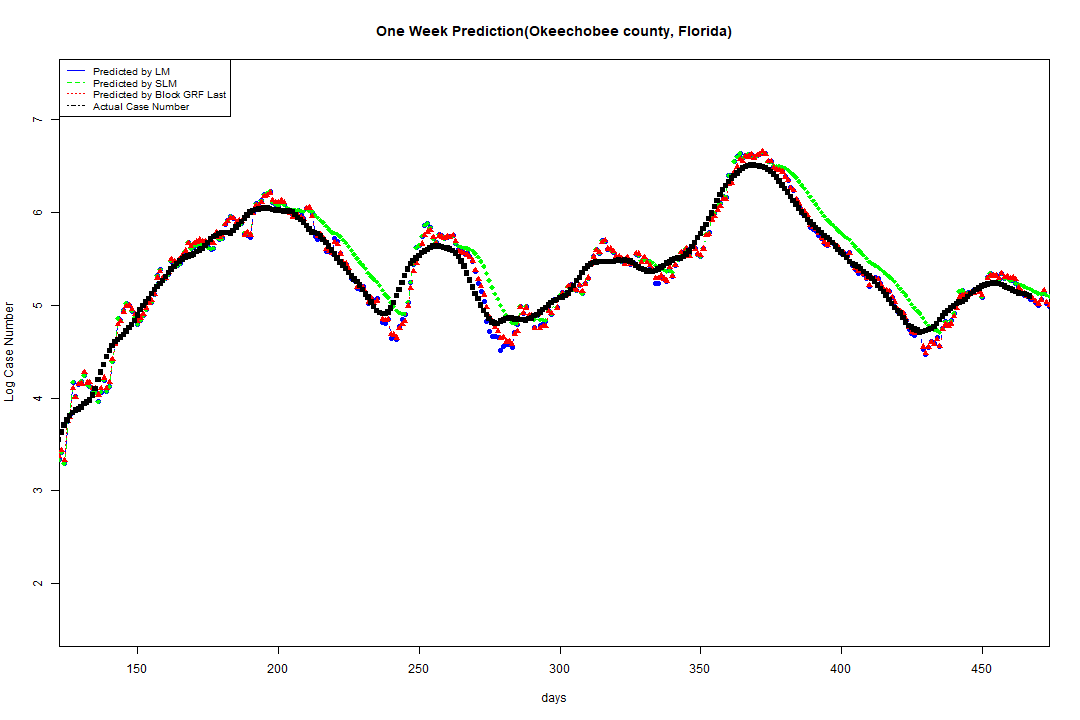 One Week Prediction(Okeechobee county, Florida)
Predicted by LM
Predicted by SLM
Predicted by Block GRF Last
Actual Case Number
Log Case Number
7
6
5
4
3
2
150 200 250 300 350 400 450
days